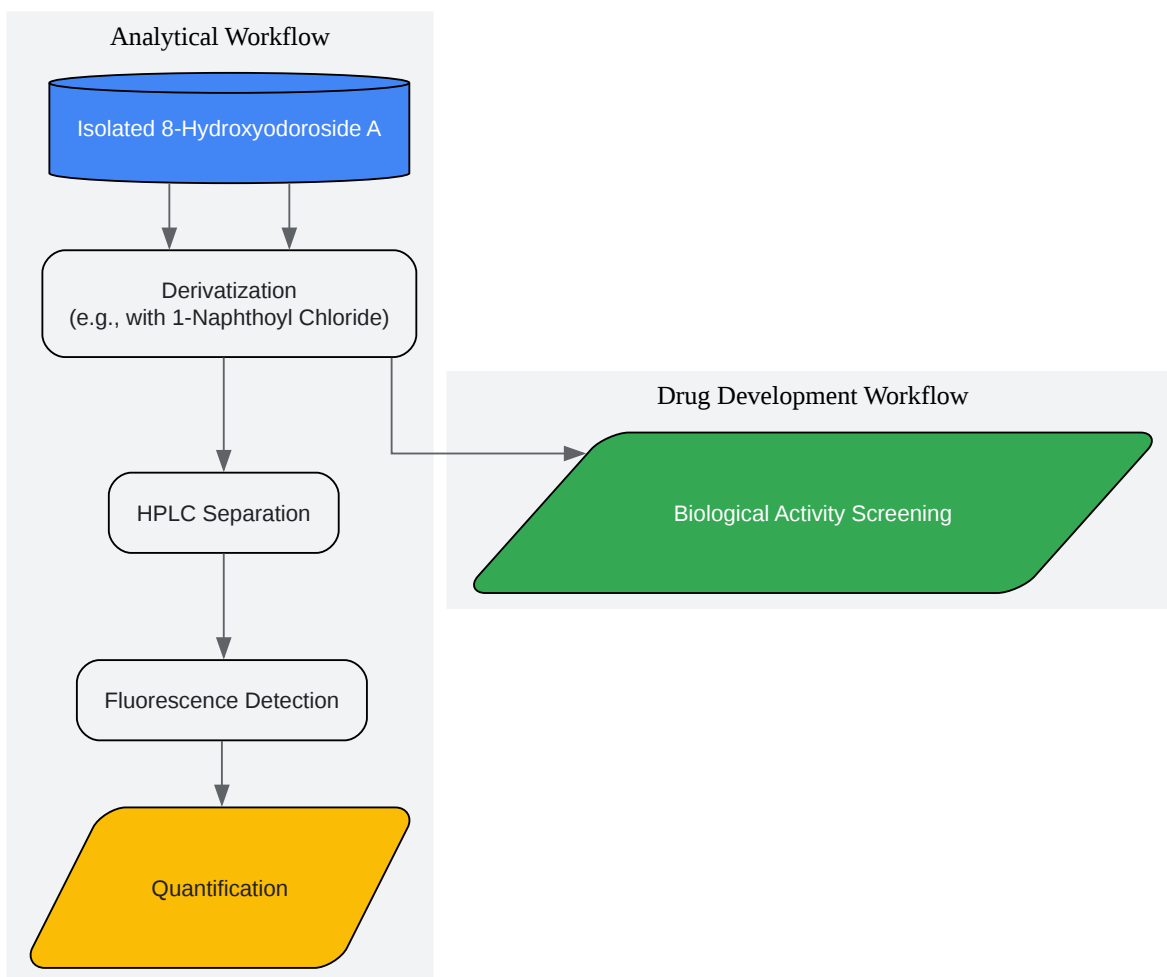 Analytical Workflow
Isolated 8-Hydroxyodoroside A
Derivatization
(e.g., with 1-Naphthoyl Chloride)
Drug Development Workflow
HPLC Separation
Biological Activity Screening
Fluorescence Detection
Quantification